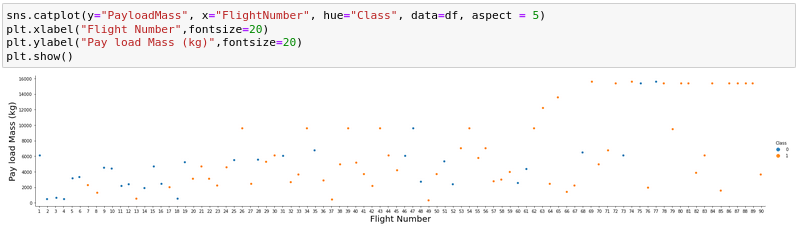 sns.catplot(y="PayloadMass", x="FlightNumber", hue="Class", data=df, aspect = 5)
plt.xlabel("Flight Number",fontsize=20)
plt.ylabel("Pay load Mass (kg)",fontsize=20)
plt.show()
Pay load Mass (kg)
16000
14000
12000
10000
8000
6000
4000
2000
0
Class
0
1
1 2 3 4 5 6 7 8 9 10 11 12 13 14 15 16 17 18 19 20 21 22 23 24 25 26 27 28 29 30 31 32 33 34 35 36 37 38 39 40 41 42 43 44 45 46 47 48 49 50 51 52 53 54 55 56 57 58 59 60 61 62 63 64 65 66 67 68 69 70 71 72 73 74 75 76 77 78 79 80 81 82 83 84 85 86 87 88 89 90
Flight Number